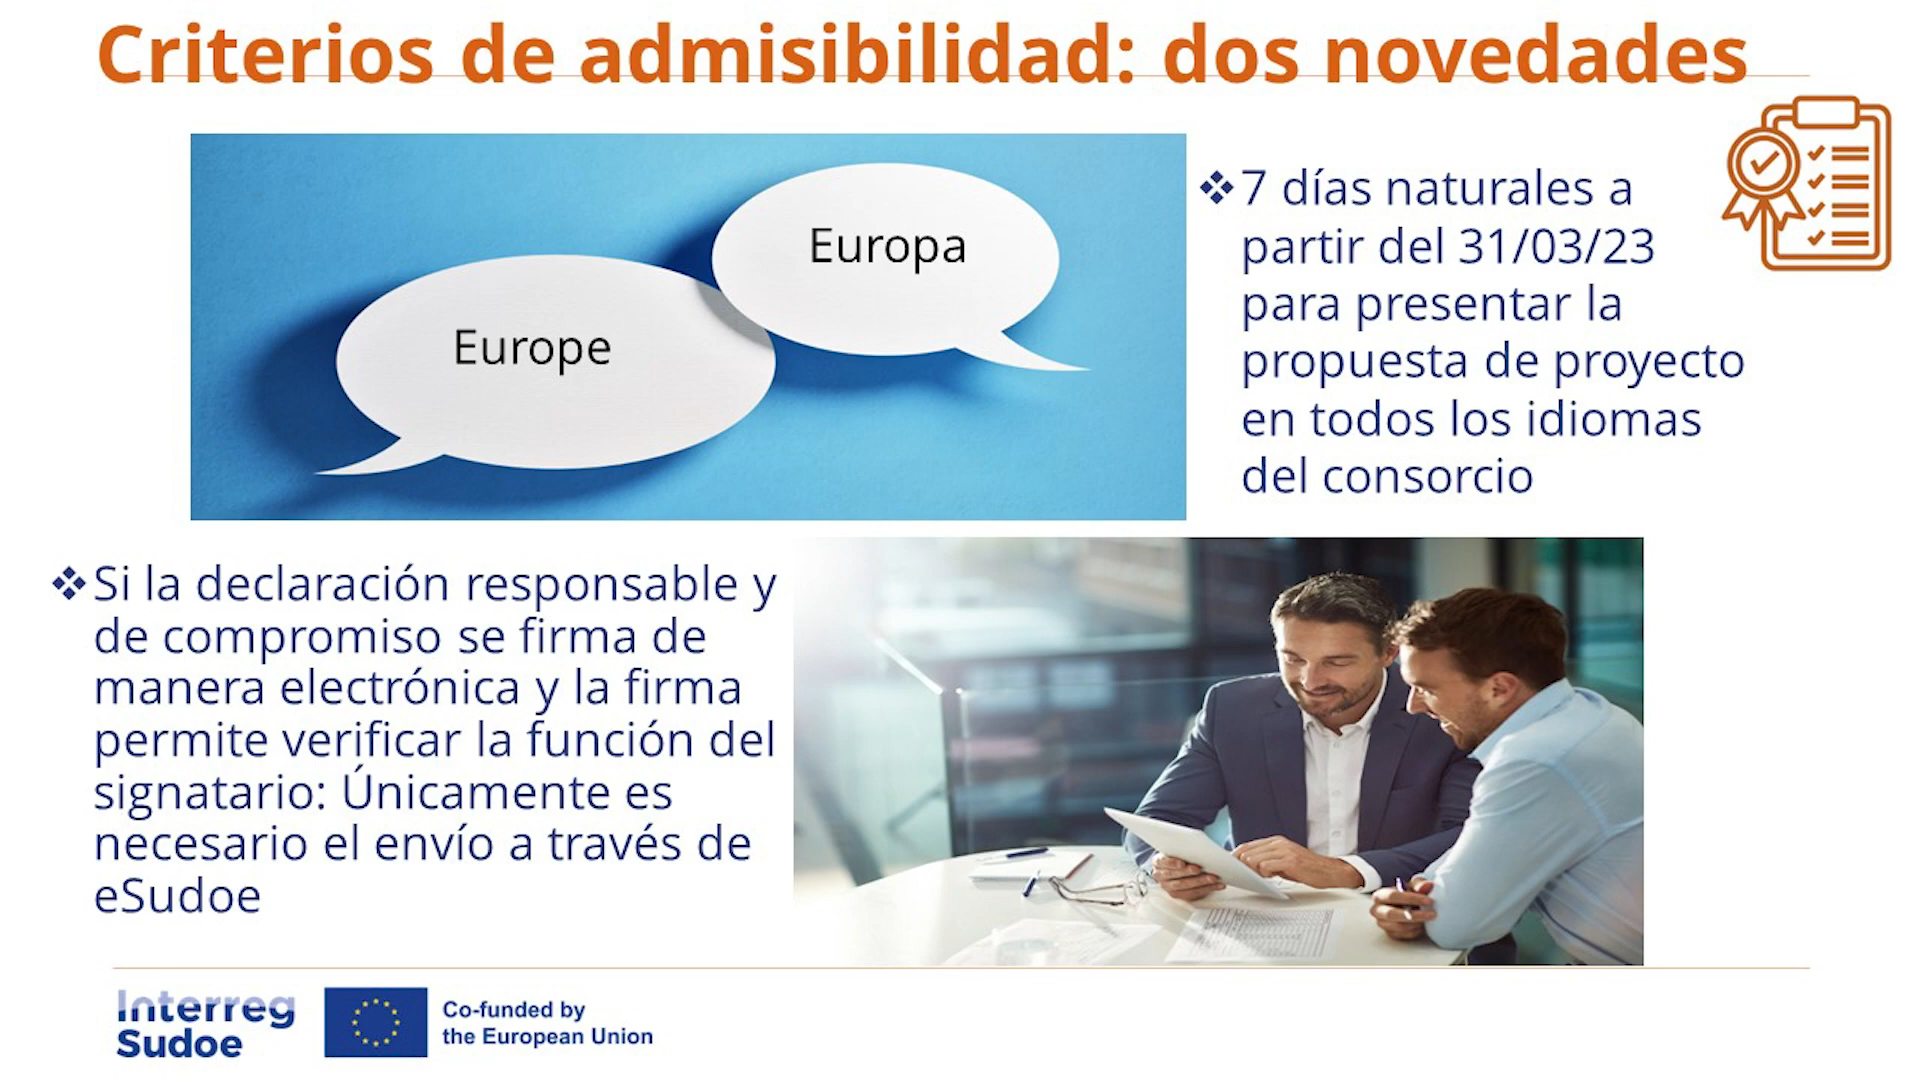 Criterios de admisibilidad: dos novedades
Europa
Europe
❖7 días naturales a
partir del 31/03/23
para presentar la
propuesta de proyecto
en todos los idiomas
del consorcio
❖Si la declaración responsable y
de compromiso se firma de
manera electrónica y la firma
permite verificar la función del
signatario: Únicamente es
necesario el envío a través de
eSudoe
Interreg
Sudoe
Co-funded by
the European Union